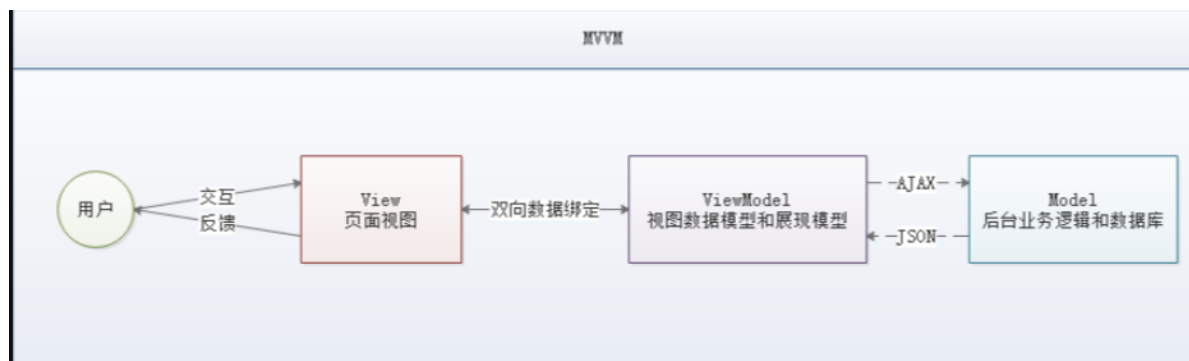 MVVM
用户
交互
反馈
View
页面视图
双向数据绑定
ViewModel
视图数据模型和展现模型
AJAX
JSON
Model
后台业务逻辑和数据库